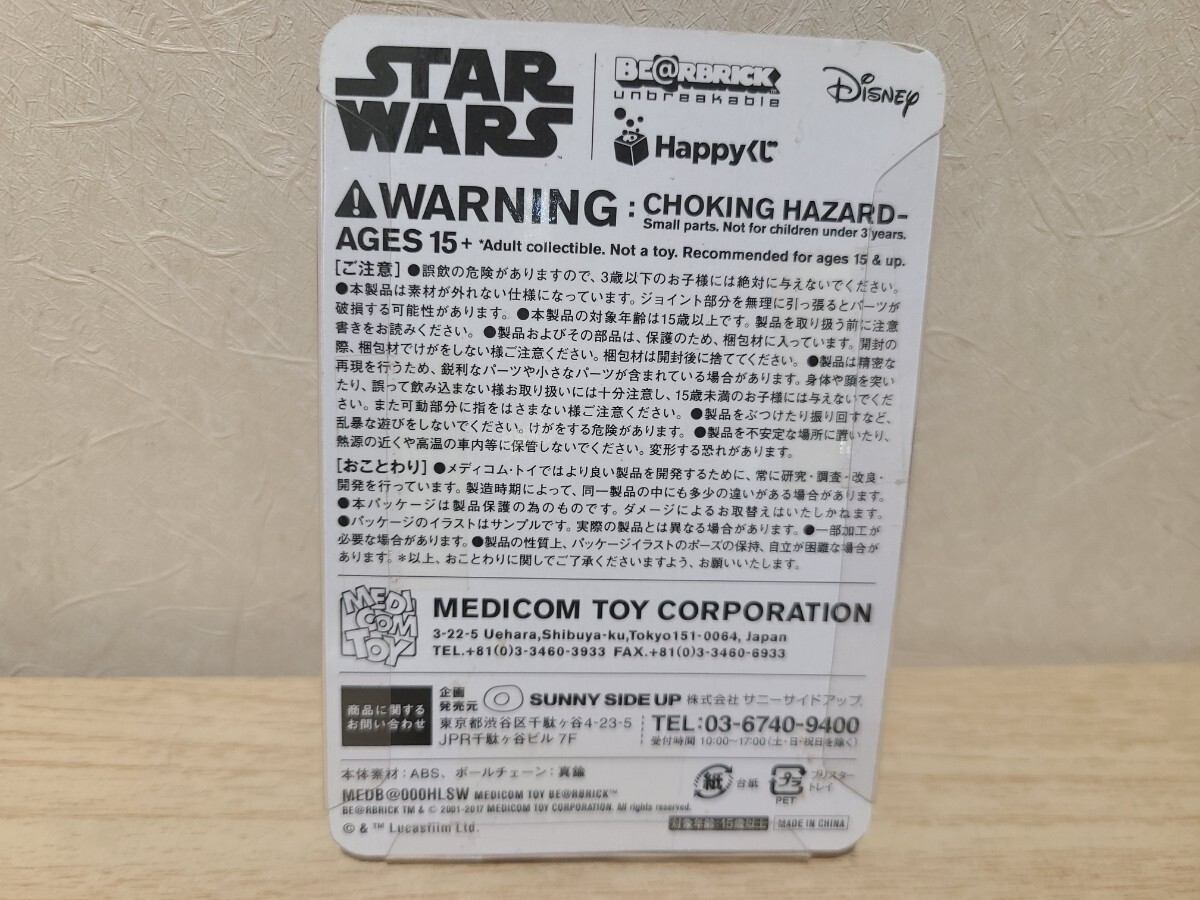 STAR
WARS
BE@RBRICK™
unbreakable
Happyくじ
Disney
WARNING : CHOKING HAZARD-
Small parts. Not for children under 3 years.
AGES 15+ *Adult collectible. Not a toy. Recommended for ages 15 & up.
[ご注意] ●誤飲の危険がありますので、3歳以下のお子様には絶対に与えないでください。
●本製品は素材が外れない仕様になっています。ジョイント部分を無理に引っ張るとパーツが
破損する可能性があります。●本製品の対象年齢は15歳以上です。製品を取り扱う前に注意
書きをお読みください。●製品およびその部品は、保護のため、梱包材に入っています。開封の
際、梱包材でけがをしない様ご注意ください。梱包材は開封後に捨ててください。●製品は精密な
再現を行うため、鋭利なパーツや小さなパーツが含まれている場合があります。身体や顔を突い
たり、誤って飲み込まない様お取り扱いには十分注意し、15歳未満のお子様には与えないでくだ
さい。また可動部分に指をはさまない様ご注意ください。●製品をぶつけたり振り回すなど、
乱暴な遊びをしないでください。けがをする危険があります。●製品を不安定な場所に置いたり、
熱源の近くや高温の車内等に保管しないでください。変形する恐れがあります。
[おことわり] ●メディコム・トイではより良い製品を開発するために、常に研究・調査・改良・
開発を行っています。製造時期によって、同一製品の中にも多少の違いがある場合があります。
●本パッケージは製品保護の為のものです。ダメージによるお取替えはいたしかねます。
●パッケージのイラストはサンプルです。実際の製品とは異なる場合があります。●一部加工が
必要な場合があります。●製品の性質上、パッケージイラストのポーズの保持、自立が困難な場合が
あります。*以上、おことわりに関してご了承くださいますよう、お願いいたします。
MEDI
COM
TOY
MEDICOM TOY CORPORATION
3-22-5 Uehara,Shibuya-ku,Tokyo151-0064, Japan
TEL.+81(0)3-3460-3933 FAX.+81(0)3-3460-6933
商品に関する
お問い合わせ
企画
発売元
SUNNY SIDE UP 株式会社 サニーサイドアップ
東京都渋谷区千駄ヶ谷4-23-5
JPR千駄ヶ谷ビル 7F
TEL:03-6740-9400
受付時間 10:00~17:00(土・日・祝日を除く)
本体素材:ABS、ボールチェーン:真鍮
紙 台紙
プラ
PET
ブリスター
トレイ
MEDB@000HLSW MEDICOM TOY BE@RBRICK™
BE@RBRICK TM & © 2001-2017 MEDICOM TOY CORPORATION. All rights reserved.
© & ™ Lucasfilm Ltd.
対象年齢:15歳以上
MADE IN CHINA